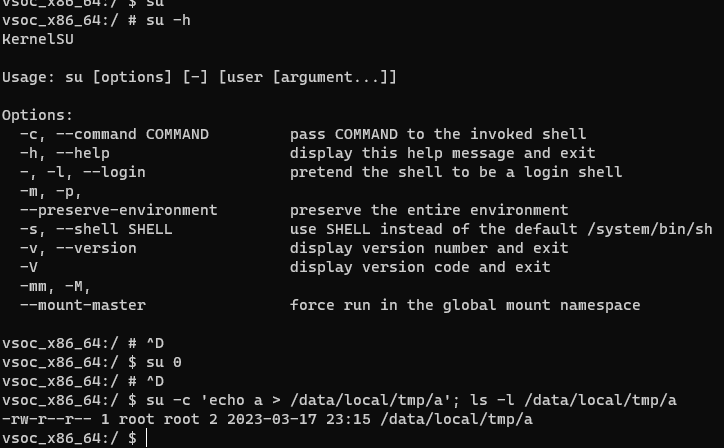 vsoc_x86_64:/ $ su
vsoc_x86_64:/ # su -h
KernelSU

Usage: su [options] [-] [user [argument...]]

Options:
  -c, --command COMMAND         pass COMMAND to the invoked shell
  -h, --help                    display this help message and exit
  -, -l, --login                pretend the shell to be a login shell
  -m, -p,
  --preserve-environment        preserve the entire environment
  -s, --shell SHELL             use SHELL instead of the default /system/bin/sh
  -v, --version                 display version number and exit
  -V                            display version code and exit
  -mm, -M,
  --mount-master                force run in the global mount namespace

vsoc_x86_64:/ # ^D
vsoc_x86_64:/ $ su 0
vsoc_x86_64:/ # ^D
vsoc_x86_64:/ $ su -c 'echo a > /data/local/tmp/a'; ls -l /data/local/tmp/a
-rw-r--r-- 1 root root 2 2023-03-17 23:15 /data/local/tmp/a
vsoc_x86_64:/ $